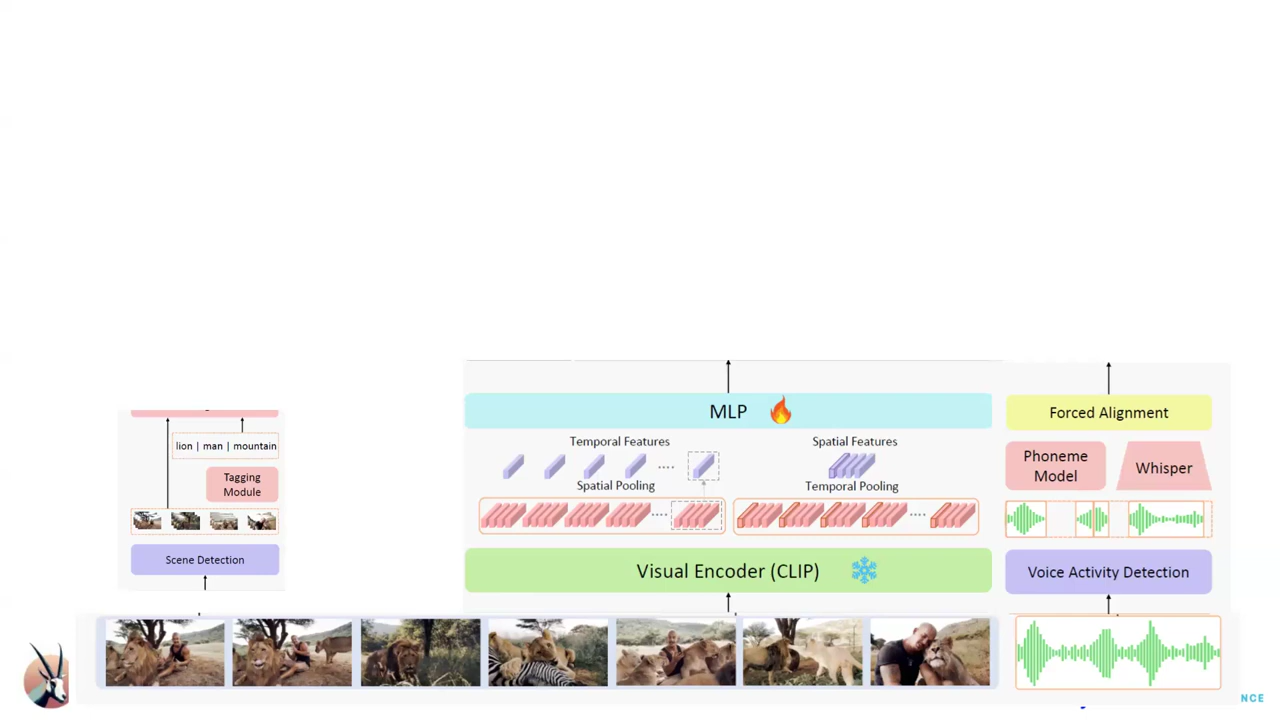 MLP
Forced Alignment
Temporal Features
Spatial Features
lion | man | mountain
Phoneme
Model
Whisper
Tagging
Module
Spatial Pooling
Temporal Pooling
Scene Detection
Visual Encoder (CLIP)
Voice Activity Detection
NCE